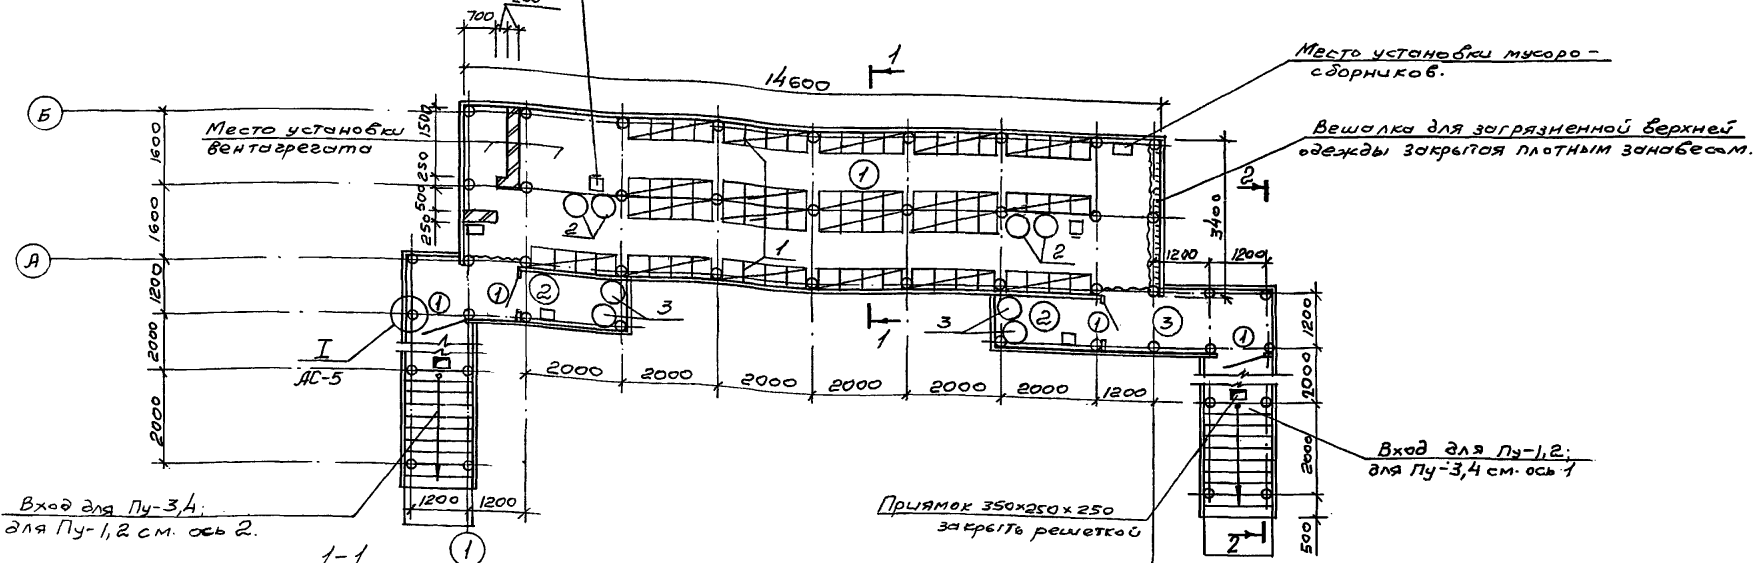 700
14600
1
Место установки мусоро-
сборников.
Б
Место установки
вентагрегата
Вешалка для загрязненной верхней
одежды закрытая плотным занавесом.
1600
1500
250
500
250
1600
1
2
2
2
3400
1
1200
1200
А
1200
1
1
2
3
3
2
1
3
1
1200
I
АС-5
1
2000
2000
2000
2000
2000
2000
2000
1200
2000
2000
2000
Вход для Пу-1,2;
для Пу-3,4 см. ось 1
Вход для Пу-3,4;
для Пу-1,2 см. ось 2.
1200
1200
Приямок 350х250х250
закрыть решеткой
2
500
1-1
1